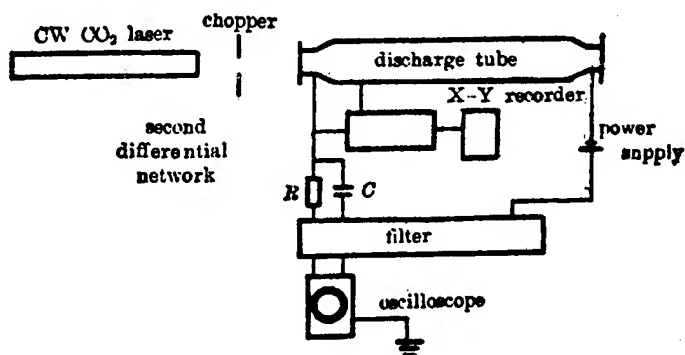 chopper
CW CO₂ laser
discharge tube
X-Y recorder
second
differential
network
power
supply
R
C
filter
oscilloscope